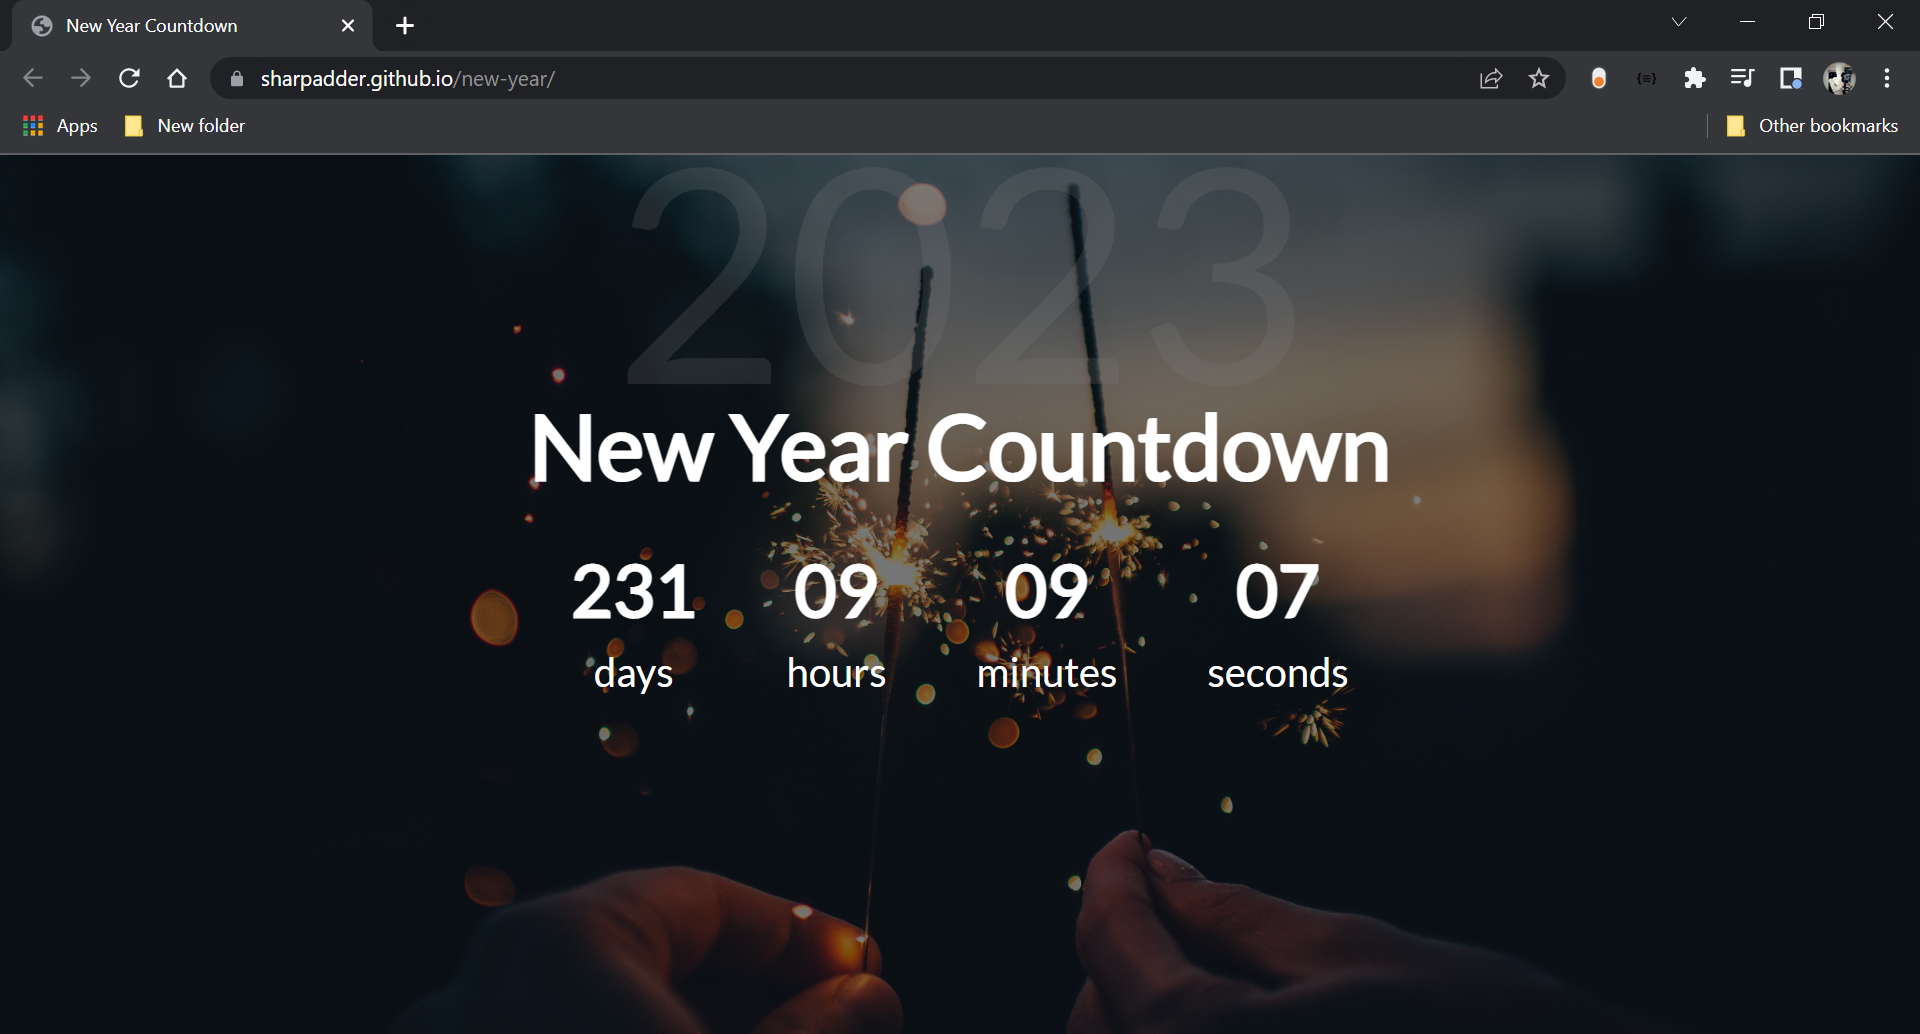 New Year Countdown
sharpadder.github.io/new-year/
Apps
New folder
Other bookmarks
2023
New Year Countdown
231 09 09 07
days hours minutes seconds